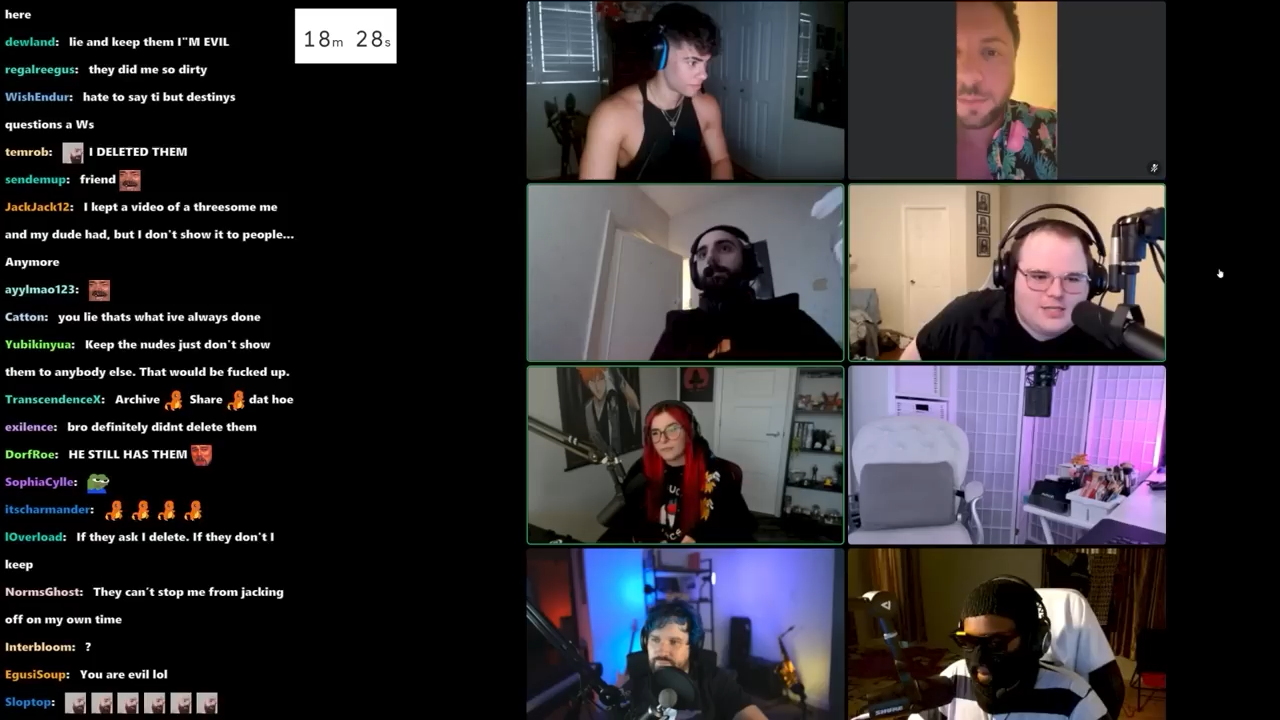 here
18m 28s
dewland: lie and keep them I"M EVIL
regalreegus: they did me so dirty
WishEndur: hate to say ti but destinys
questions a Ws
temrob: I DELETED THEM
sendemup: friend
JackJack12: I kept a video of a threesome me
and my dude had, but I don't show it to people...
Anymore
ayylmao123:
Catton: you lie thats what ive always done
Yubikinyua: Keep the nudes just don't show
them to anybody else. That would be fucked up.
TranscendenceX: Archive Share dat hoe
exilence: bro definitely didnt delete them
DorfRoe: HE STILL HAS THEM
SophiaCylle:
itscharmander:
lOverload: If they ask I delete. If they don't I
keep
NormsGhost: They can't stop me from jacking
off on my own time
Interbloom: ?
EgusiSoup: You are evil lol
Sloptop:
SHURE